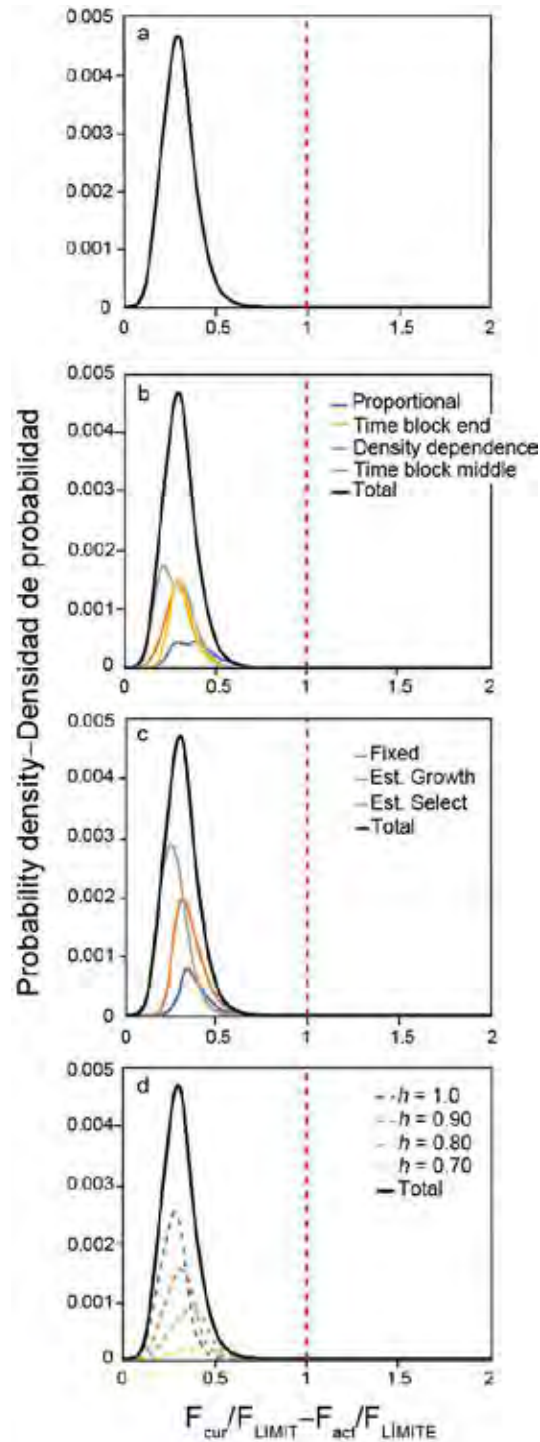 Probability density–Densidad de probabilidad
a
0.005
0.004
0.003
0.002
0.001
0
0 0.5 1 1.5 2
b
0.005
0.004
0.003
0.002
0.001
0
Proportional
Time block end
Density dependence
Time block middle
Total
0 0.5 1 1.5 2
c
0.005
0.004
0.003
0.002
0.001
0
Fixed
Est. Growth
Est. Select
Total
0 0.5 1 1.5 2
d
0.005
0.004
0.003
0.002
0.001
0
h = 1.0
h = 0.90
h = 0.80
h = 0.70
Total
0 0.5 1 1.5 2
Fcur/FLIMIT–Fact/FLÍMITE